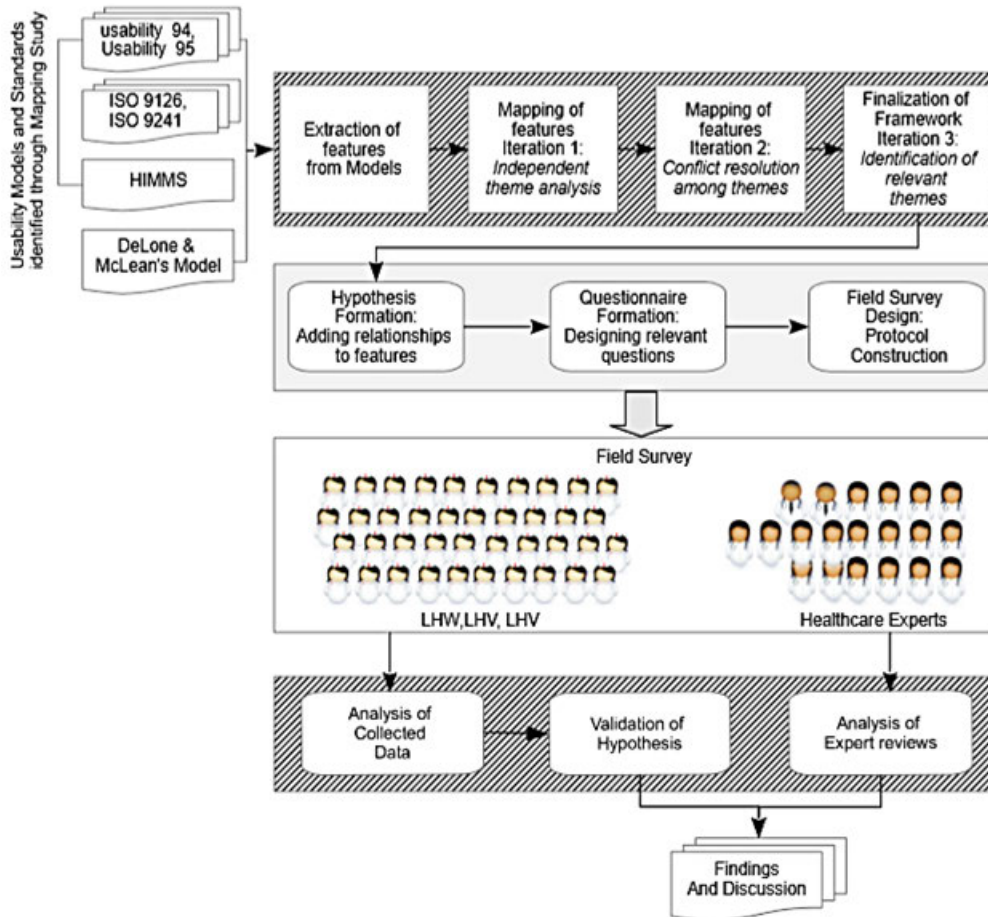 Usability Models and Standards
identified through Mapping Study
usability 94,
Usability 95
ISO 9126,
ISO 9241
HIMMS
DeLone &
McLean's Model
Extraction of
features
from Models
Mapping of
features
Iteration 1:
Independent
theme analysis
Mapping of
features
Iteration 2:
Conflict resolution
among themes
Finalization of
Framework
Iteration 3:
Identification of
relevant
themes
Hypothesis
Formation:
Adding relationships
to features
Questionnaire
Formation:
Designing relevant
questions
Field Survey
Design:
Protocol
Construction
Field Survey
LHW,LHV, LHV
Healthcare Experts
Analysis of
Collected
Data
Validation of
Hypothesis
Analysis of
Expert reviews
Findings
And Discussion